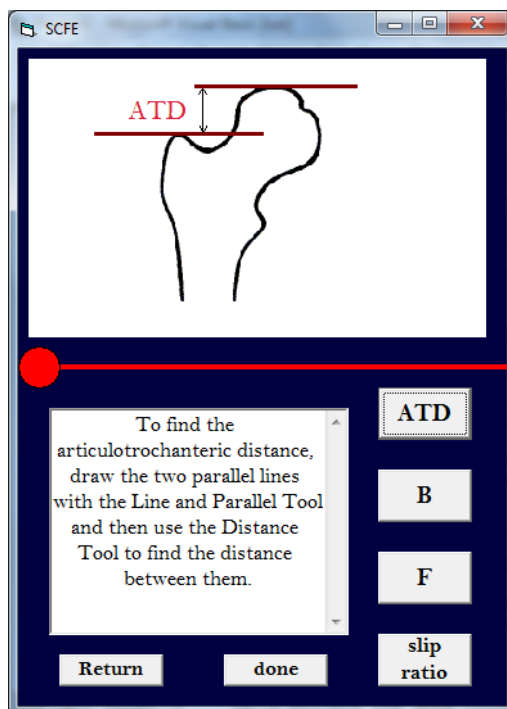 SCFE
ATD
To find the
articulotrochanteric distance,
draw the two parallel lines
with the Line and Parallel Tool
and then use the Distance
Tool to find the distance
between them.
ATD
B
F
slip
ratio
Return
done